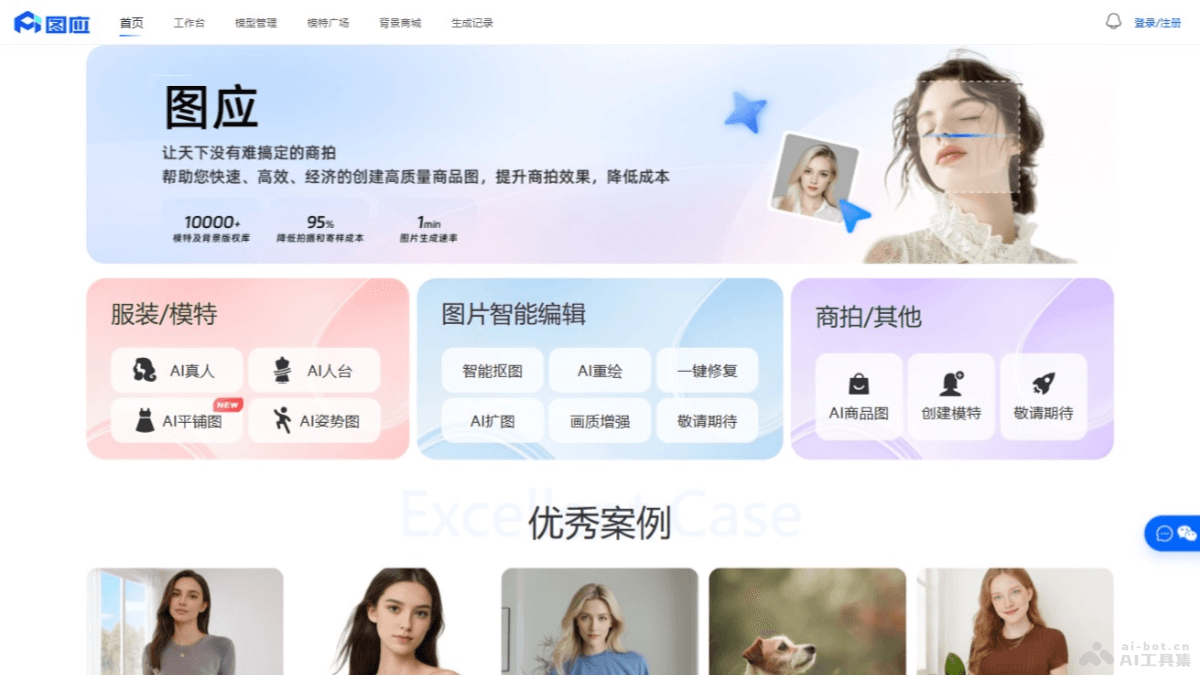 图应
首页
工作台
模型管理
模特广场
背景商城
生成记录
登录/注册
图应
让天下没有难搞定的商拍
帮助您快速、高效、经济的创建高质量商品图，提升商拍效果，降低成本
10000+
95%
1min
模特及背景版权库
降低拍摄和寄样成本
图片生成速率
服装/模特
AI真人
AI人台
NEW
AI平铺图
AI姿势图
图片智能编辑
智能抠图
AI重绘
一键修复
AI扩图
画质增强
敬请期待
商拍/其他
AI商品图
创建模特
敬请期待
Excellent Case
优秀案例
ai-bot.cn
AI工具集